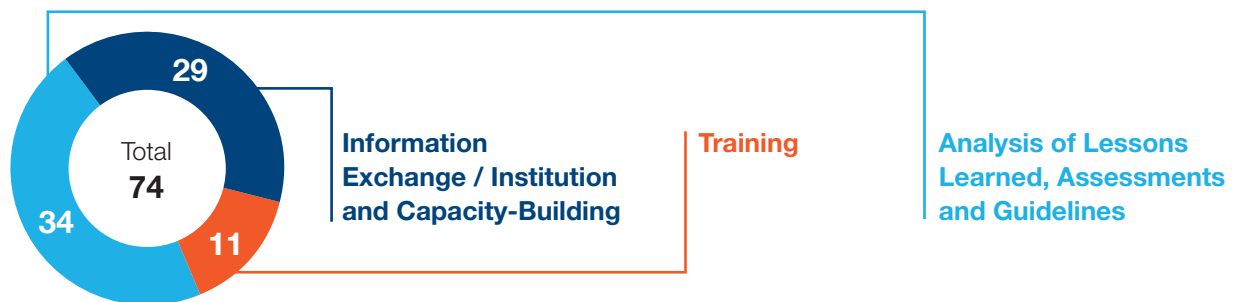 29
Total
74
34
11
Information
Exchange / Institution
and Capacity-Building
Training
Analysis of Lessons
Learned, Assessments
and Guidelines